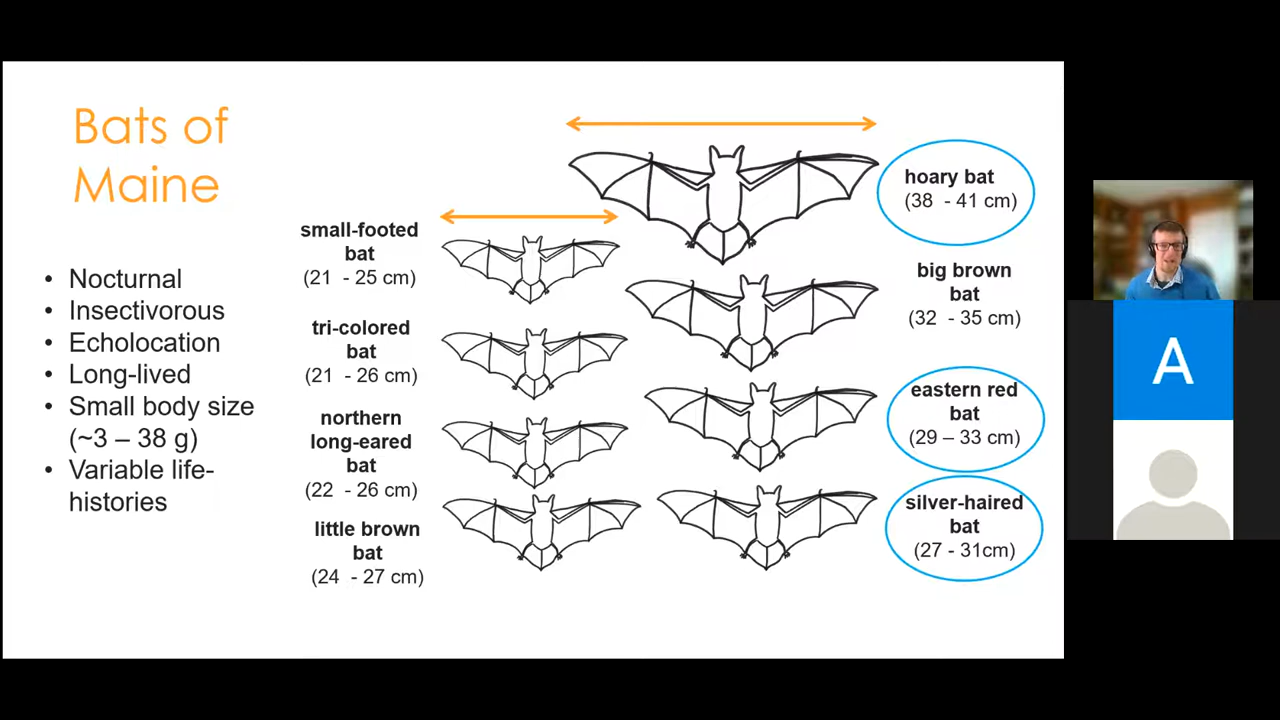 Bats of
Maine
• Nocturnal
• Insectivorous
• Echolocation
• Long-lived
• Small body size
(~3 – 38 g)
• Variable life-
histories
small-footed
bat
(21 - 25 cm)
tri-colored
bat
(21 - 26 cm)
northern
long-eared
bat
(22 - 26 cm)
little brown
bat
(24 - 27 cm)
hoary bat
(38 - 41 cm)
big brown
bat
(32 - 35 cm)
eastern red
bat
(29 – 33 cm)
silver-haired
bat
(27 - 31cm)
A